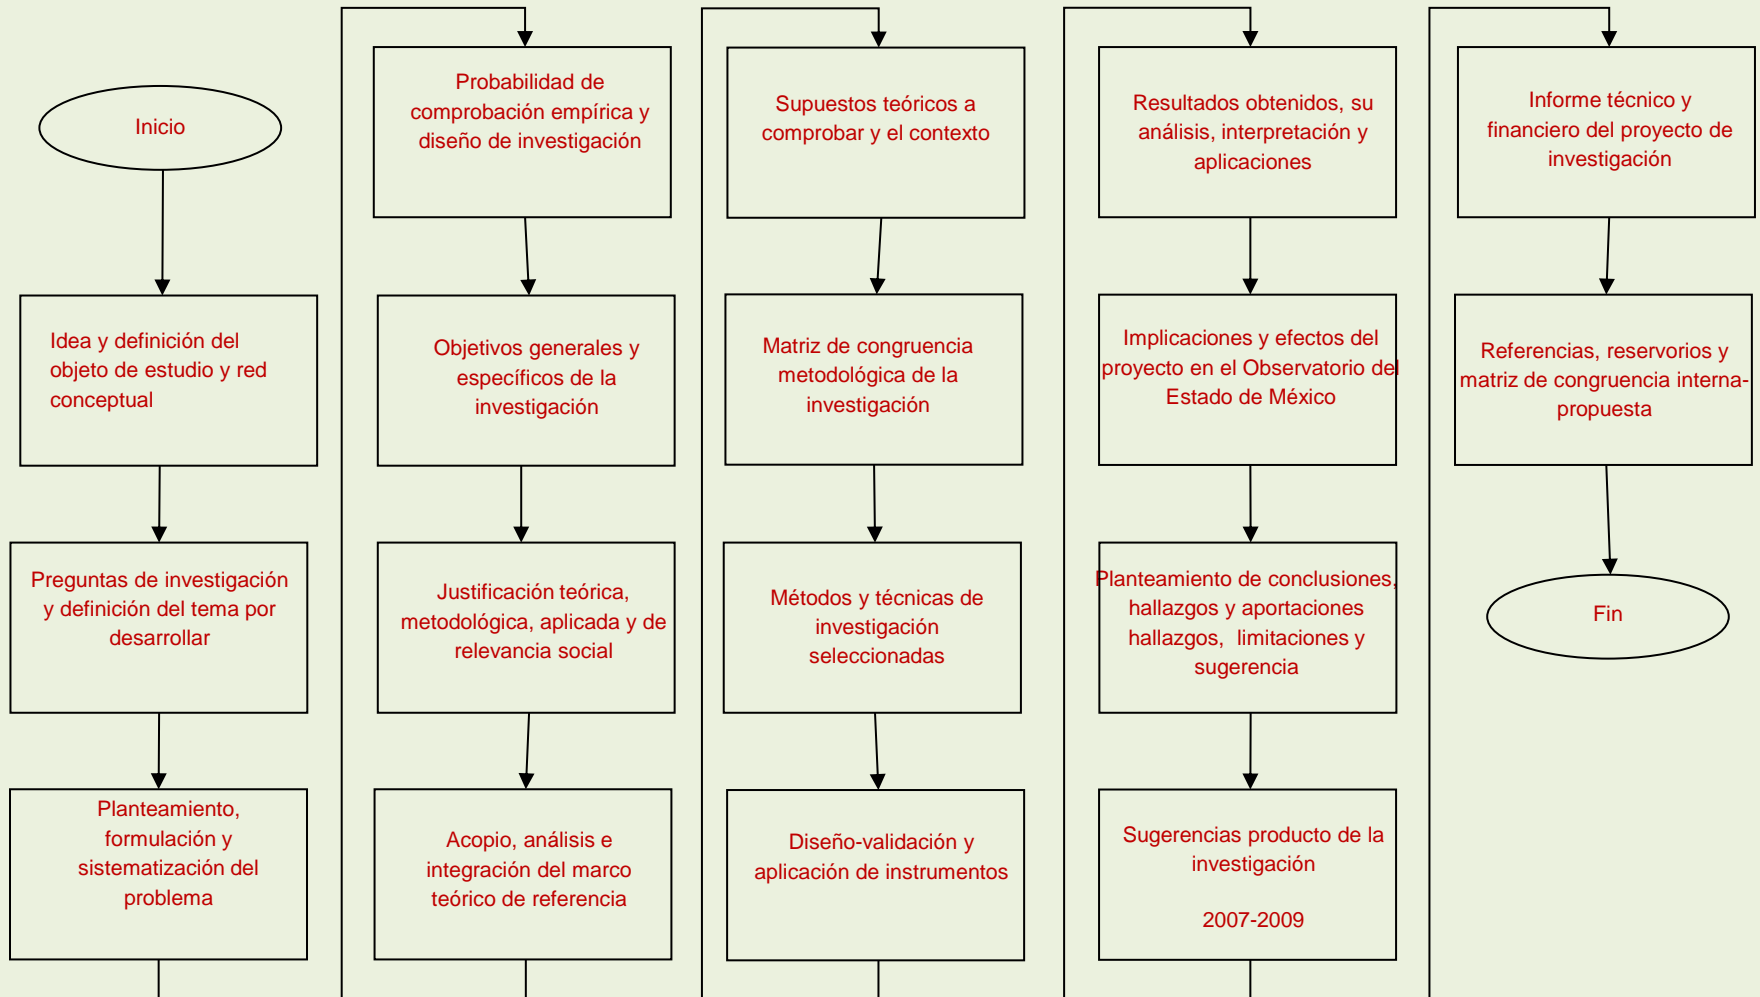 Inicio
Idea y definición del
objeto de estudio y red
conceptual
Preguntas de investigación
y definición del tema por
desarrollar
Planteamiento,
formulación y
sistematización del
problema
Probabilidad de
comprobación empírica y
diseño de investigación
Objetivos generales y
específicos de la
investigación
Justificación teórica,
metodológica, aplicada y de
relevancia social
Acopio, análisis e
integración del marco
teórico de referencia
Supuestos teóricos a
comprobar y el contexto
Matriz de congruencia
metodológica de la
investigación
Métodos y técnicas de
investigación
seleccionadas
Diseño-validación y
aplicación de instrumentos
Resultados obtenidos, su
análisis, interpretación y
aplicaciones
Implicaciones y efectos del
proyecto en el Observatorio del
Estado de México
Planteamiento de conclusiones,
hallazgos y aportaciones
hallazgos, limitaciones y
sugerencia
Sugerencias producto de la
investigación
2007-2009
Informe técnico y
financiero del proyecto de
investigación
Referencias, reservorios y
matriz de congruencia interna-
propuesta
Fin